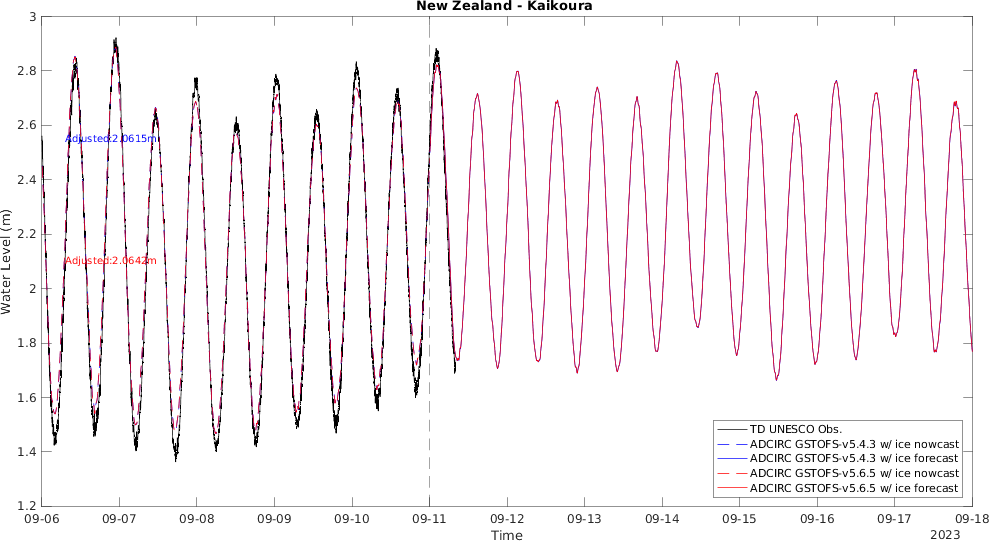 New Zealand - Kaikoura
3
2.8
2.6
2.4
2.2
2
1.8
1.6
1.4
1.2
Water Level (m)
Adjusted:2.0615m
Adjusted:2.0642m
TD UNESCO Obs.
ADCIRC GSTOFS-v5.4.3 w/ ice nowcast
ADCIRC GSTOFS-v5.4.3 w/ ice forecast
ADCIRC GSTOFS-v5.6.5 w/ ice nowcast
ADCIRC GSTOFS-v5.6.5 w/ ice forecast
09-06 09-07 09-08 09-09 09-10 09-11 09-12 09-13 09-14 09-15 09-16 09-17 09-18
Time
2023